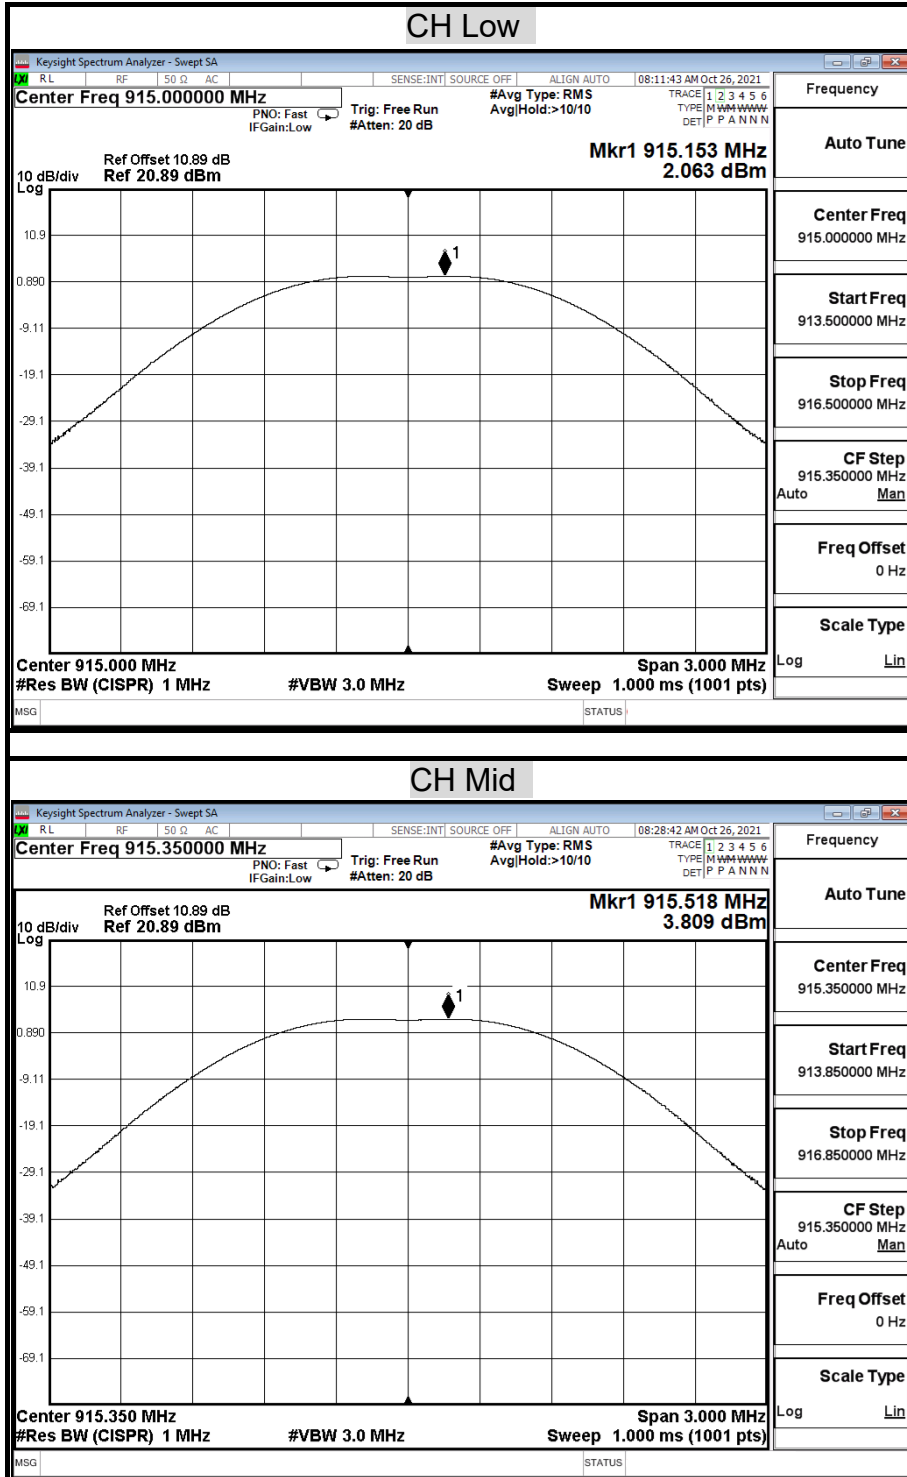 CH Low
Keysight Spectrum Analyzer - Swept SA
LXI RL RF 50 Ω AC SENSE:INT SOURCE OFF ALIGN AUTO 08:11:43 AM Oct 26, 2021
Center Freq 915.000000 MHz
PNO: Fast
IFGain:Low
Trig: Free Run
#Atten: 20 dB
#Avg Type: RMS
Avg|Hold:>10/10
TRACE 1 2 3 4 5 6
TYPE M WM WWWW
DET P P A N N N
Ref Offset 10.89 dB
Mkr1 915.153 MHz
10 dB/div Ref 20.89 dBm 2.063 dBm
Log
1
10.9
0.890
-9.11
-19.1
-29.1
-39.1
-49.1
-59.1
-69.1
Center 915.000 MHz Span 3.000 MHz
#Res BW (CISPR) 1 MHz #VBW 3.0 MHz Sweep 1.000 ms (1001 pts)
MSG STATUS
Frequency
Auto Tune
Center Freq
915.000000 MHz
Start Freq
913.500000 MHz
Stop Freq
916.500000 MHz
CF Step
915.350000 MHz
Auto Man
Freq Offset
0 Hz
Scale Type
Log Lin
CH Mid
Keysight Spectrum Analyzer - Swept SA
LXI RL RF 50 Ω AC SENSE:INT SOURCE OFF ALIGN AUTO 08:28:42 AM Oct 26, 2021
Center Freq 915.350000 MHz
PNO: Fast
IFGain:Low
Trig: Free Run
#Atten: 20 dB
#Avg Type: RMS
Avg|Hold:>10/10
TRACE 1 2 3 4 5 6
TYPE M WM WWWW
DET P P A N N N
Ref Offset 10.89 dB
Mkr1 915.518 MHz
10 dB/div Ref 20.89 dBm 3.809 dBm
Log
1
10.9
0.890
-9.11
-19.1
-29.1
-39.1
-49.1
-59.1
-69.1
Center 915.350 MHz Span 3.000 MHz
#Res BW (CISPR) 1 MHz #VBW 3.0 MHz Sweep 1.000 ms (1001 pts)
MSG STATUS
Frequency
Auto Tune
Center Freq
915.350000 MHz
Start Freq
913.850000 MHz
Stop Freq
916.850000 MHz
CF Step
915.350000 MHz
Auto Man
Freq Offset
0 Hz
Scale Type
Log Lin